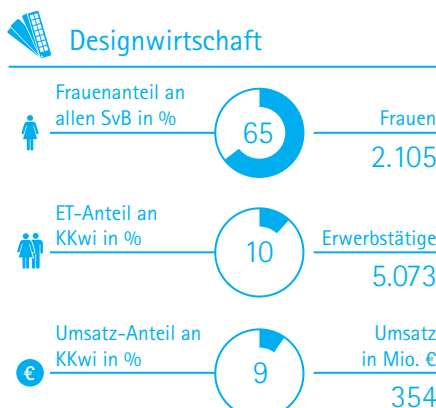 Designwirtschaft
Frauenanteil an
allen SvB in %
65
Frauen
2.105
ET-Anteil an
KKwi in %
10
Erwerbstätige
5.073
Umsatz-Anteil an
KKwi in %
€
9
Umsatz
in Mio. €
354